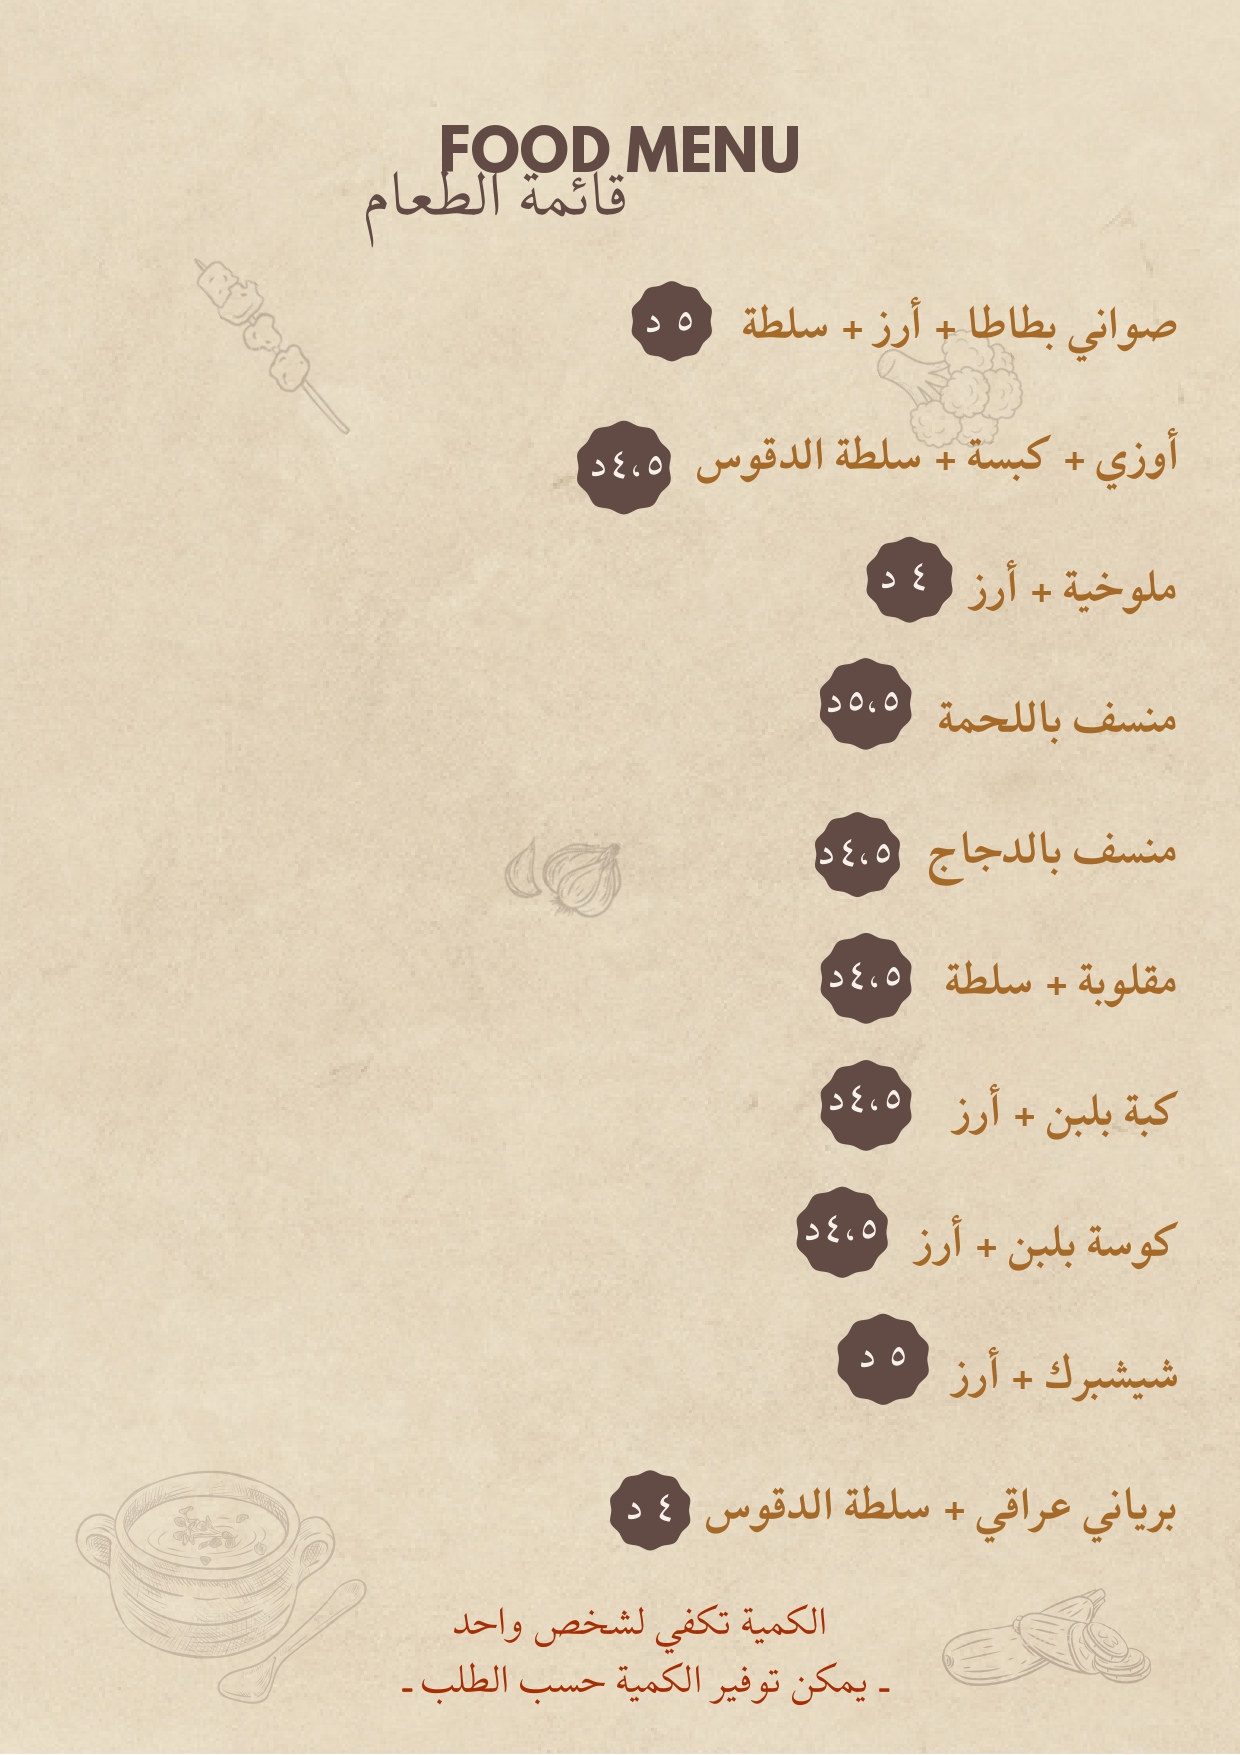 FOOD MENU
قائمة الطعام
صواني بطاطا + أرز + سلطة ٥ د
أوزي + كبسة + سلطة الدقوس ٤،٥د
ملوخية + أرز ٤ د
منسف باللحمة ٥،٥د
منسف بالدجاج ٤،٥د
مقلوبة + سلطة ٤،٥د
كبة بلبن + أرز ٤،٥د
كوسة بلبن + أرز ٤،٥د
شيشبرك + أرز ٥ د
برياني عراقي + سلطة الدقوس ٤ د
الكمية تكفي لشخص واحد
- يمكن توفير الكمية حسب الطلب -